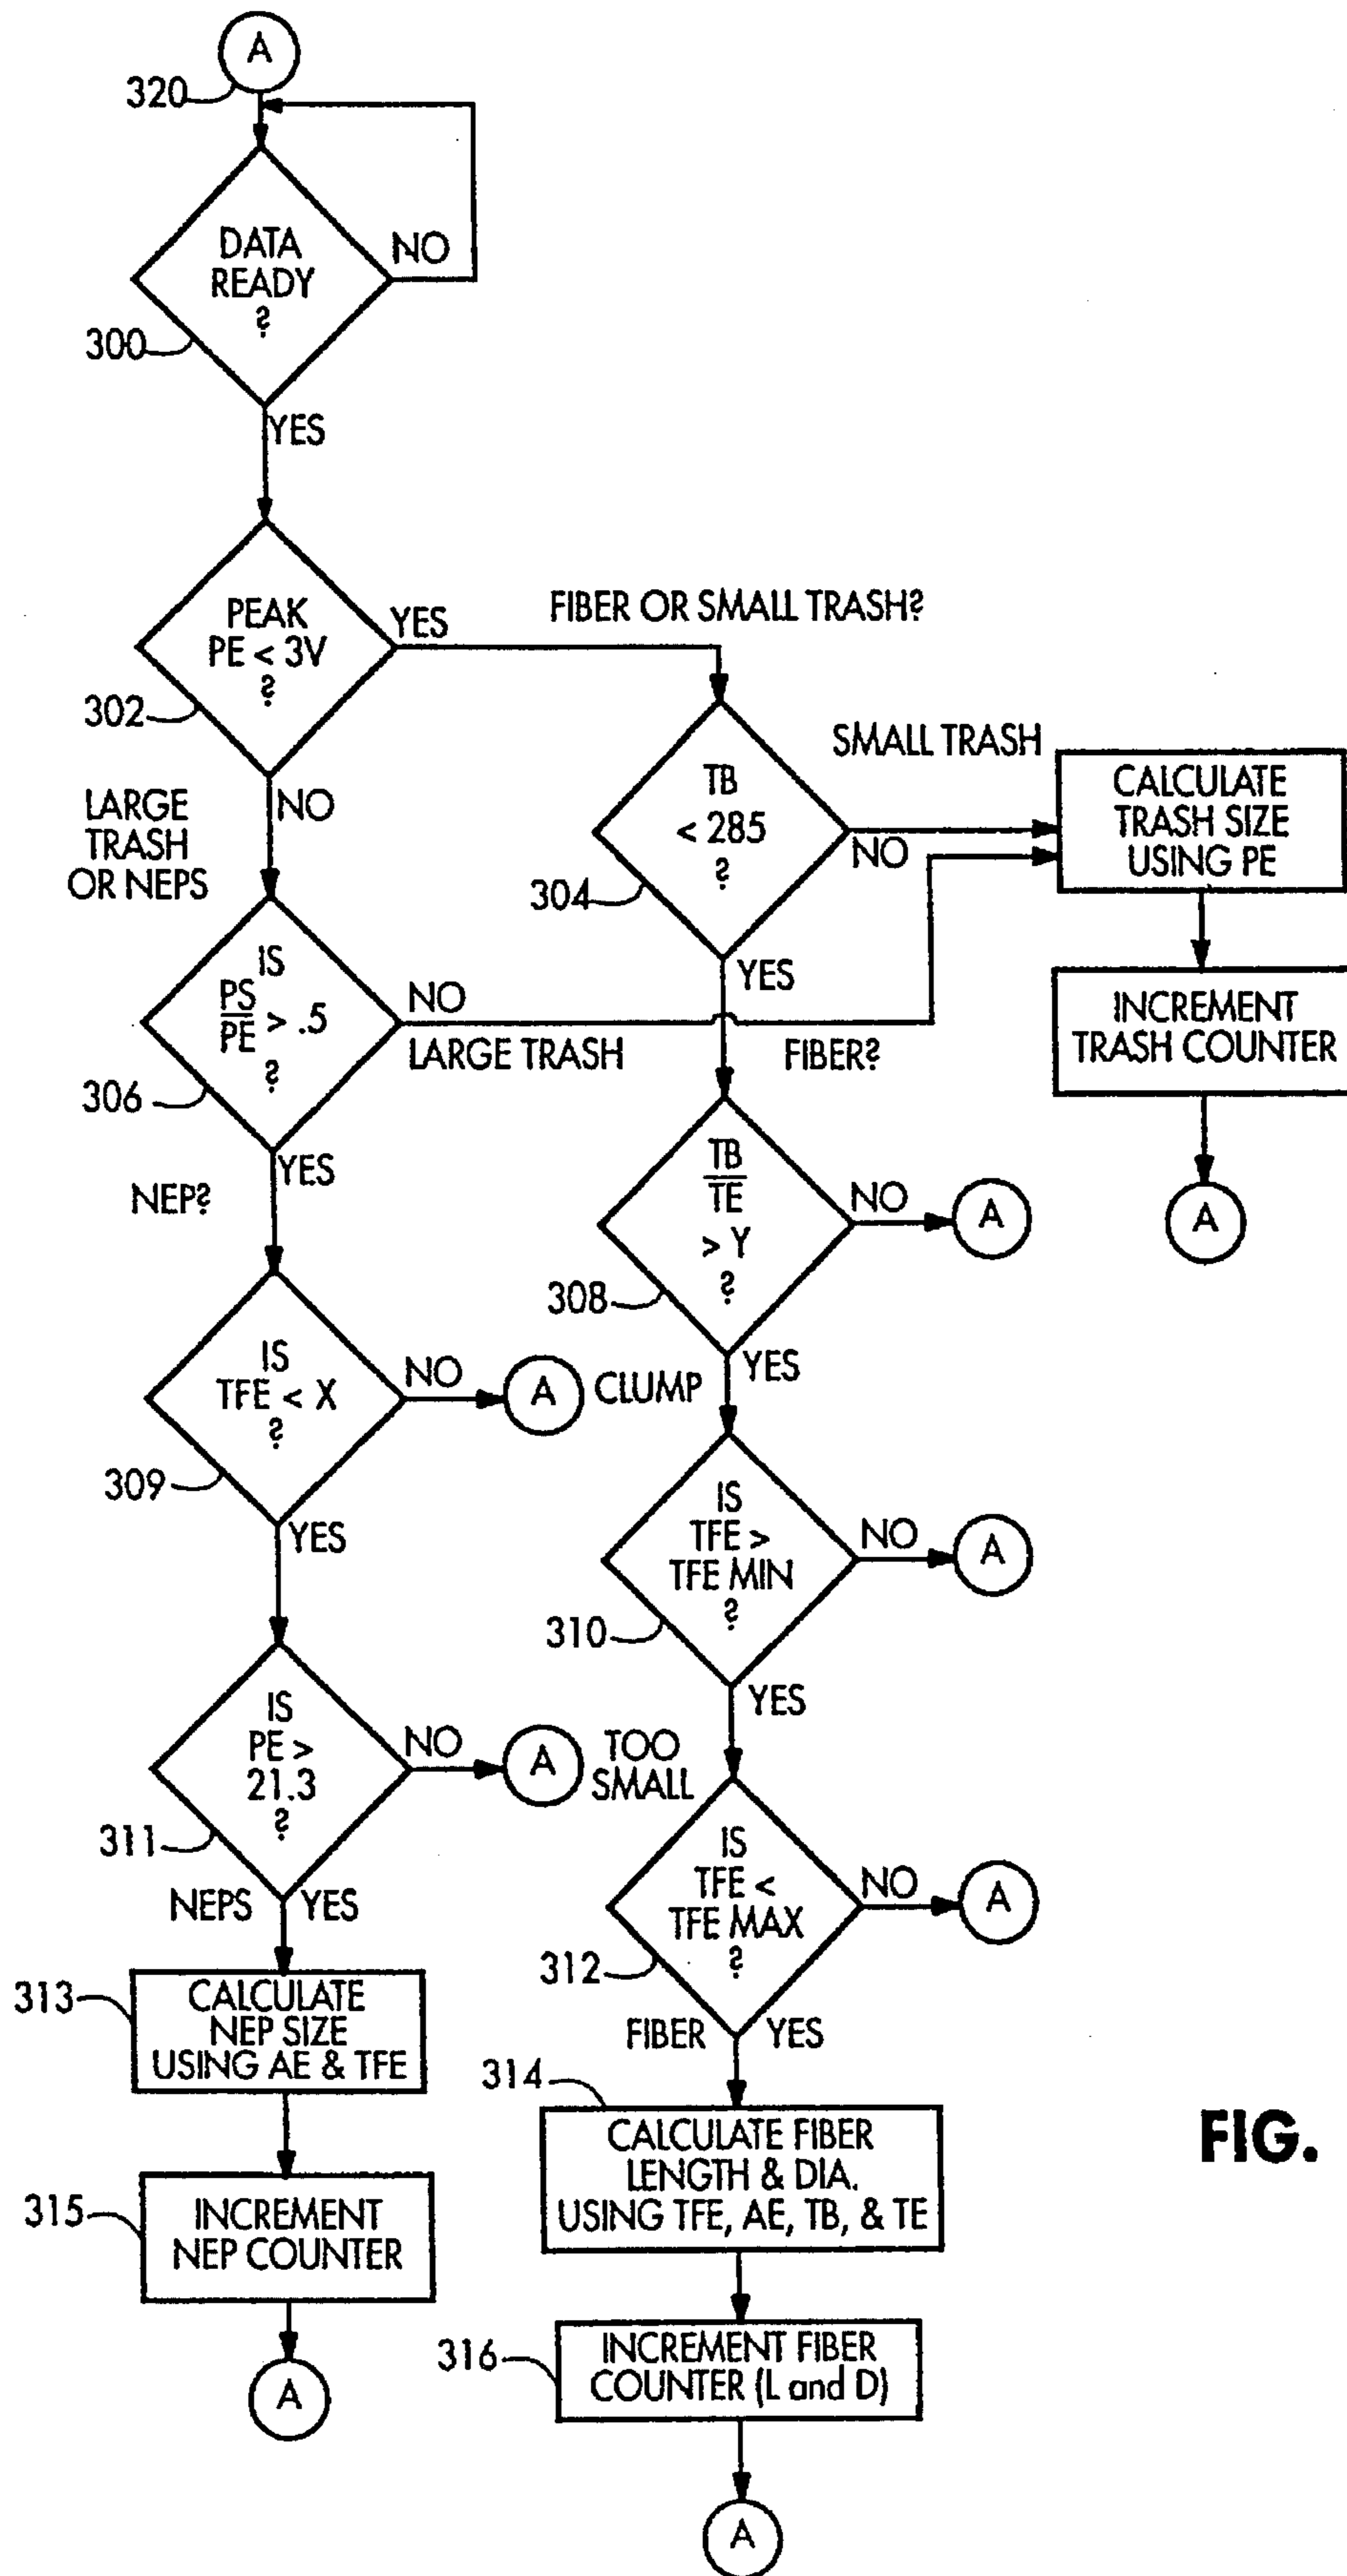 A
320
DATA
READY
?
NO
300
YES
PEAK
PE < 3V
?
YES
FIBER OR SMALL TRASH?
302
NO
LARGE
TRASH
OR NEPS
TB
< 285
?
304
SMALL TRASH
NO
YES
CALCULATE
TRASH SIZE
USING PE
INCREMENT
TRASH COUNTER
A
IS
PS
PE > .5
?
306
NO
LARGE TRASH
YES
NEP?
FIBER?
TB
TE
> Y
?
308
NO
A
YES
IS
TFE < X
?
309
NO
A
CLUMP
YES
IS
TFE >
TFE MIN
?
310
NO
A
YES
IS
PE >
21.3
?
311
NO
A
TOO
SMALL
NEPS
YES
IS
TFE <
TFE MAX
?
312
NO
A
FIBER
YES
313
CALCULATE
NEP SIZE
USING AE & TFE
315
INCREMENT
NEP COUNTER
A
314
CALCULATE FIBER
LENGTH & DIA.
USING TFE, AE, TB, & TE
316
INCREMENT FIBER
COUNTER (L and D)
A
FIG.